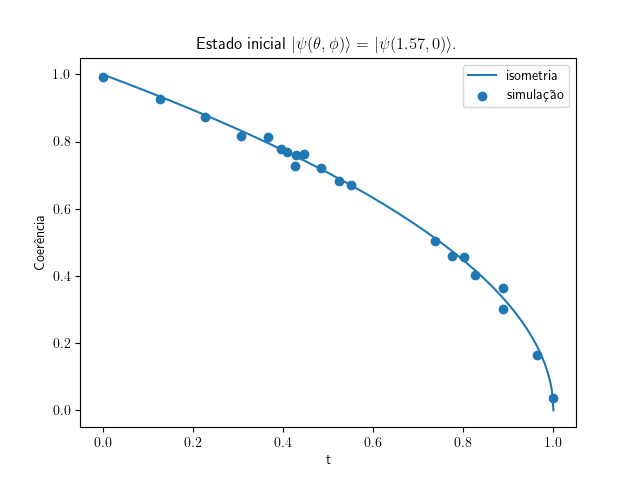 Estado inicial |ψ(θ, ϕ)⟩ = |ψ(1.57, 0)⟩.
isometria
simulação
1.0
0.8
0.6
0.4
0.2
0.0
Coerência
0.0 0.2 0.4 0.6 0.8 1.0
t